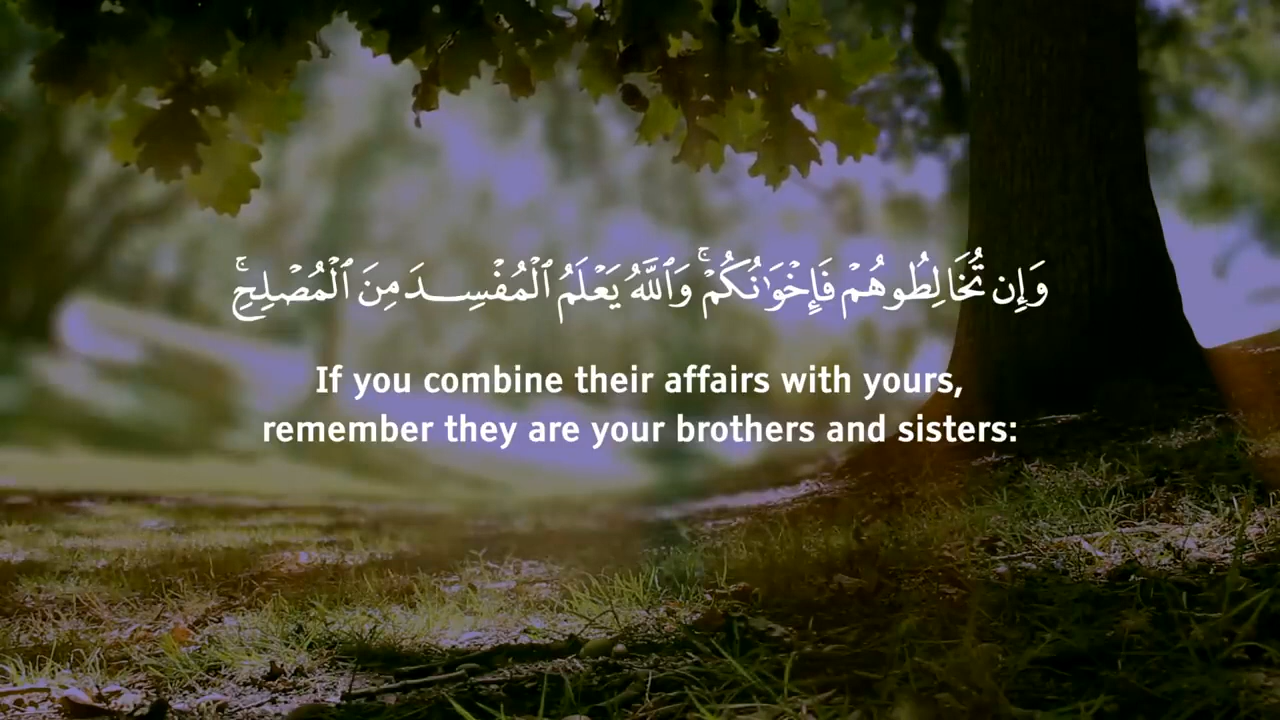 وَإِن تُخَالِطُوهُمْ فَإِخْوَٰنُكُمْ ۚ وَٱللَّهُ يَعْلَمُ ٱلْمُفْسِدَ مِنَ ٱلْمُصْلِحِ ۚ
If you combine their affairs with yours,
remember they are your brothers and sisters: